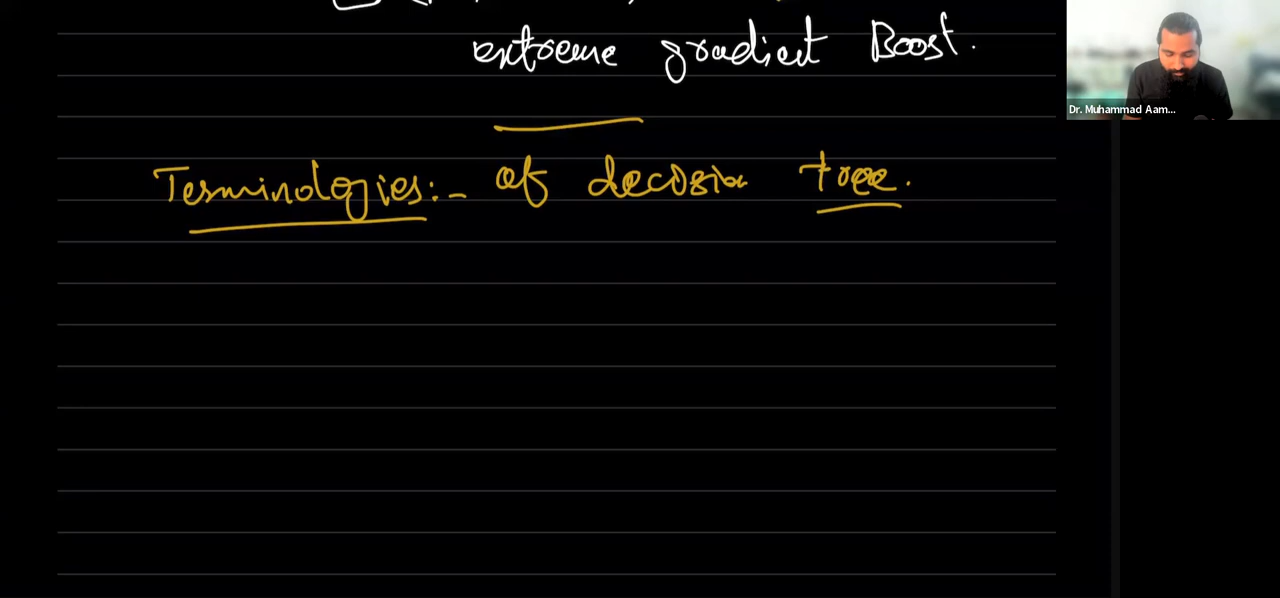 extreme gradient Boost.
Terminologies:- of decision tree.
Dr. Muhammad Aam...